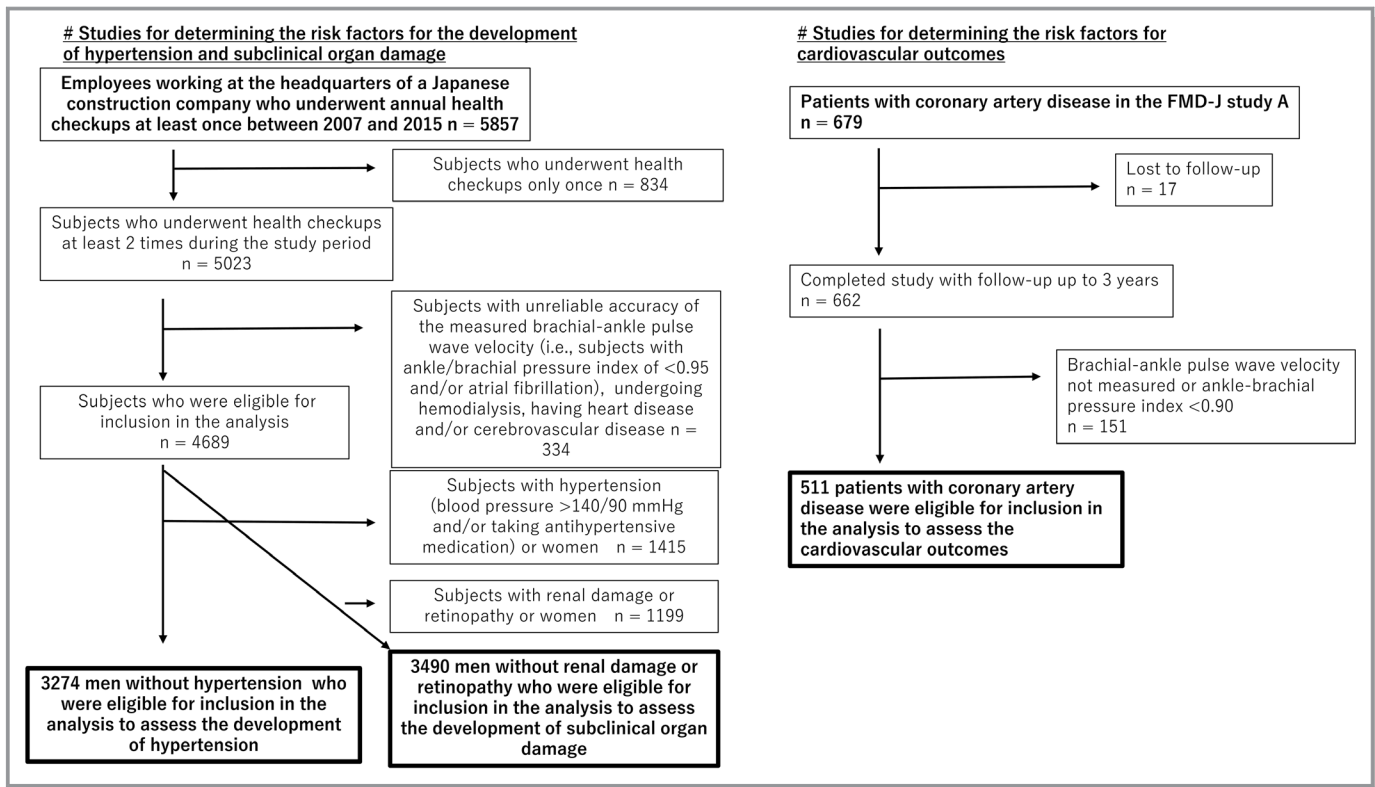 # Studies for determining the risk factors for the development
of hypertension and subclinical organ damage
Employees working at the headquarters of a Japanese
construction company who underwent annual health
checkups at least once between 2007 and 2015 n = 5857
Subjects who underwent health
checkups only once n = 834
Subjects who underwent health checkups
at least 2 times during the study period
n = 5023
Subjects with unreliable accuracy of
the measured brachial-ankle pulse
wave velocity (i.e., subjects with
ankle/brachial pressure index of <0.95
and/or atrial fibrillation), undergoing
hemodialysis, having heart disease
and/or cerebrovascular disease n =
334
Subjects who were eligible for
inclusion in the analysis
n = 4689
Subjects with hypertension
(blood pressure >140/90 mmHg
and/or taking antihypertensive
medication) or women n = 1415
Subjects with renal damage or
retinopathy or women n = 1199
3274 men without hypertension who
were eligible for inclusion in the
analysis to assess the development
of hypertension
3490 men without renal damage or
retinopathy who were eligible for
inclusion in the analysis to assess
the development of subclinical organ
damage
# Studies for determining the risk factors for
cardiovascular outcomes
Patients with coronary artery disease in the FMD-J study A
n = 679
Lost to follow-up
n = 17
Completed study with follow-up up to 3 years
n = 662
Brachial-ankle pulse wave velocity
not measured or ankle-brachial
pressure index <0.90
n = 151
511 patients with coronary artery
disease were eligible for inclusion in
the analysis to assess the
cardiovascular outcomes